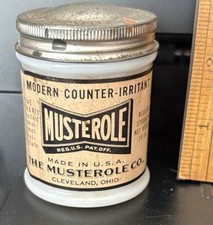 MODERN COUNTER-IRRITANT
MUSTEROLE
REG.U.S. PAT. OFF.
MADE IN U.S.A.
THE MUSTEROLE CO.
CLEVELAND, OHIO.